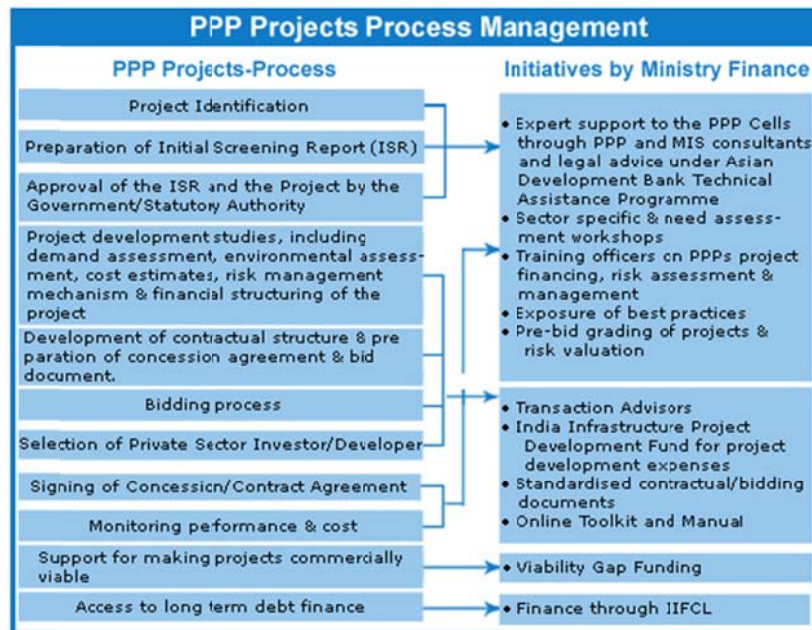 PPP Projects Process Management
PPP Projects-Process
Project Identification
Preparation of Initial Screening Report (ISR)
Approval of the ISR and the Project by the
Government/Statutory Authority
Project development studies, including
demand assessment, environmental assess-
ment, cost estimates, risk management
mechanism & financial structuring of the
project
Development of contractual structure & pre
paration of concession agreement & bid
document.
Bidding process
Selection of Private Sector Investor/Developer
Signing of Concession/Contract Agreement
Monitoring performance & cost
Support for making projects commercially
viable
Access to long term debt finance
Initiatives by Ministry Finance
• Expert support to the PPP Cells
through PPP and MIS consultants
and legal advice under Asian
Development Bank Technical
Assistance Programme
• Sector specific & need assess-
ment workshops
• Training officers on PPPs project
financing, risk assessment &
management
• Exposure of best practices
• Pre-bid grading of projects &
risk valuation
• Transaction Advisors
• India Infrastructure Project
Development Fund for project
development expenses
• Standardised contractual/bidding
documents
• Online Toolkit and Manual
• Viability Gap Funding
• Finance through IIFCL